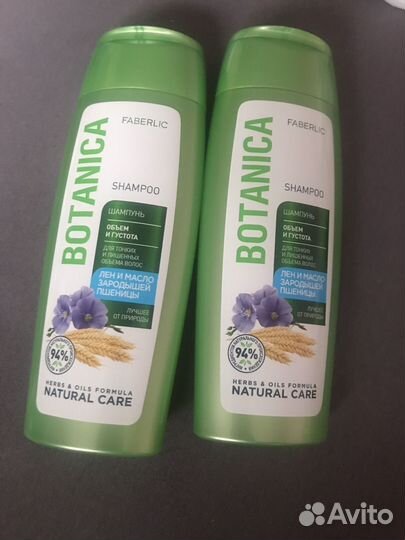 FABERLIC
BOTANICA
SHAMPOO
ШАМПУНЬ
ОБЪЕМ
И ГУСТОТА
ДЛЯ ТОНКИХ
И ЛИШЕННЫХ
ОБЪЕМА ВОЛОС
ЛЕН И МАСЛО
ЗАРОДЫШЕЙ
ПШЕНИЦЫ
ЛУЧШЕЕ
ОТ ПРИРОДЫ
94%
HERBS & OILS FORMULA
NATURAL CARE
FABERLIC
BOTANICA
SHAMPOO
ШАМПУНЬ
ОБЪЕМ
И ГУСТОТА
ДЛЯ ТОНКИХ
И ЛИШЕННЫХ
ОБЪЕМА ВОЛОС
ЛЕН И МАСЛО
ЗАРОДЫШЕЙ
ПШЕНИЦЫ
ЛУЧШЕЕ
ОТ ПРИРОДЫ
94%
HERBS & OILS FORMULA
NATURAL CARE
Avito